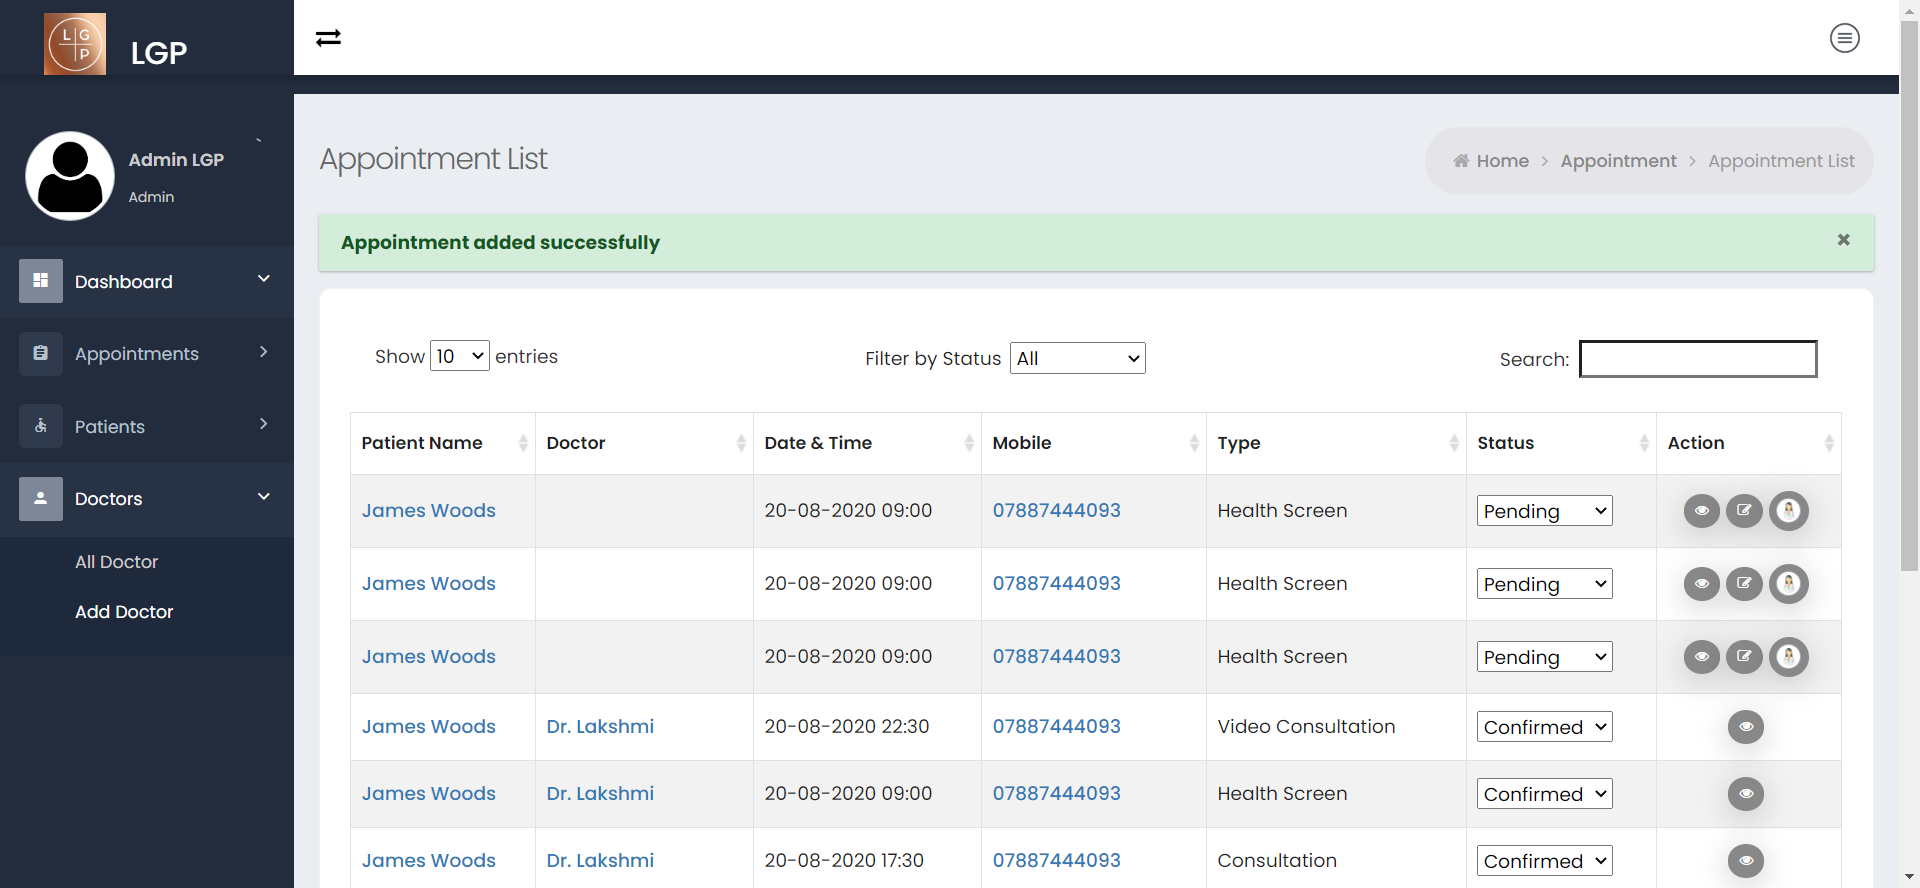 LGP
LGP
Admin LGP
Admin
Dashboard
Appointments
Patients
Doctors
All Doctor
Add Doctor
Appointment List
Home > Appointment > Appointment List
Appointment added successfully
Show 10 entries
Filter by Status All
Search:
Patient Name Doctor Date & Time Mobile Type Status Action
James Woods 20-08-2020 09:00 07887444093 Health Screen Pending
James Woods 20-08-2020 09:00 07887444093 Health Screen Pending
James Woods 20-08-2020 09:00 07887444093 Health Screen Pending
James Woods Dr. Lakshmi 20-08-2020 22:30 07887444093 Video Consultation Confirmed
James Woods Dr. Lakshmi 20-08-2020 09:00 07887444093 Health Screen Confirmed
James Woods Dr. Lakshmi 20-08-2020 17:30 07887444093 Consultation Confirmed